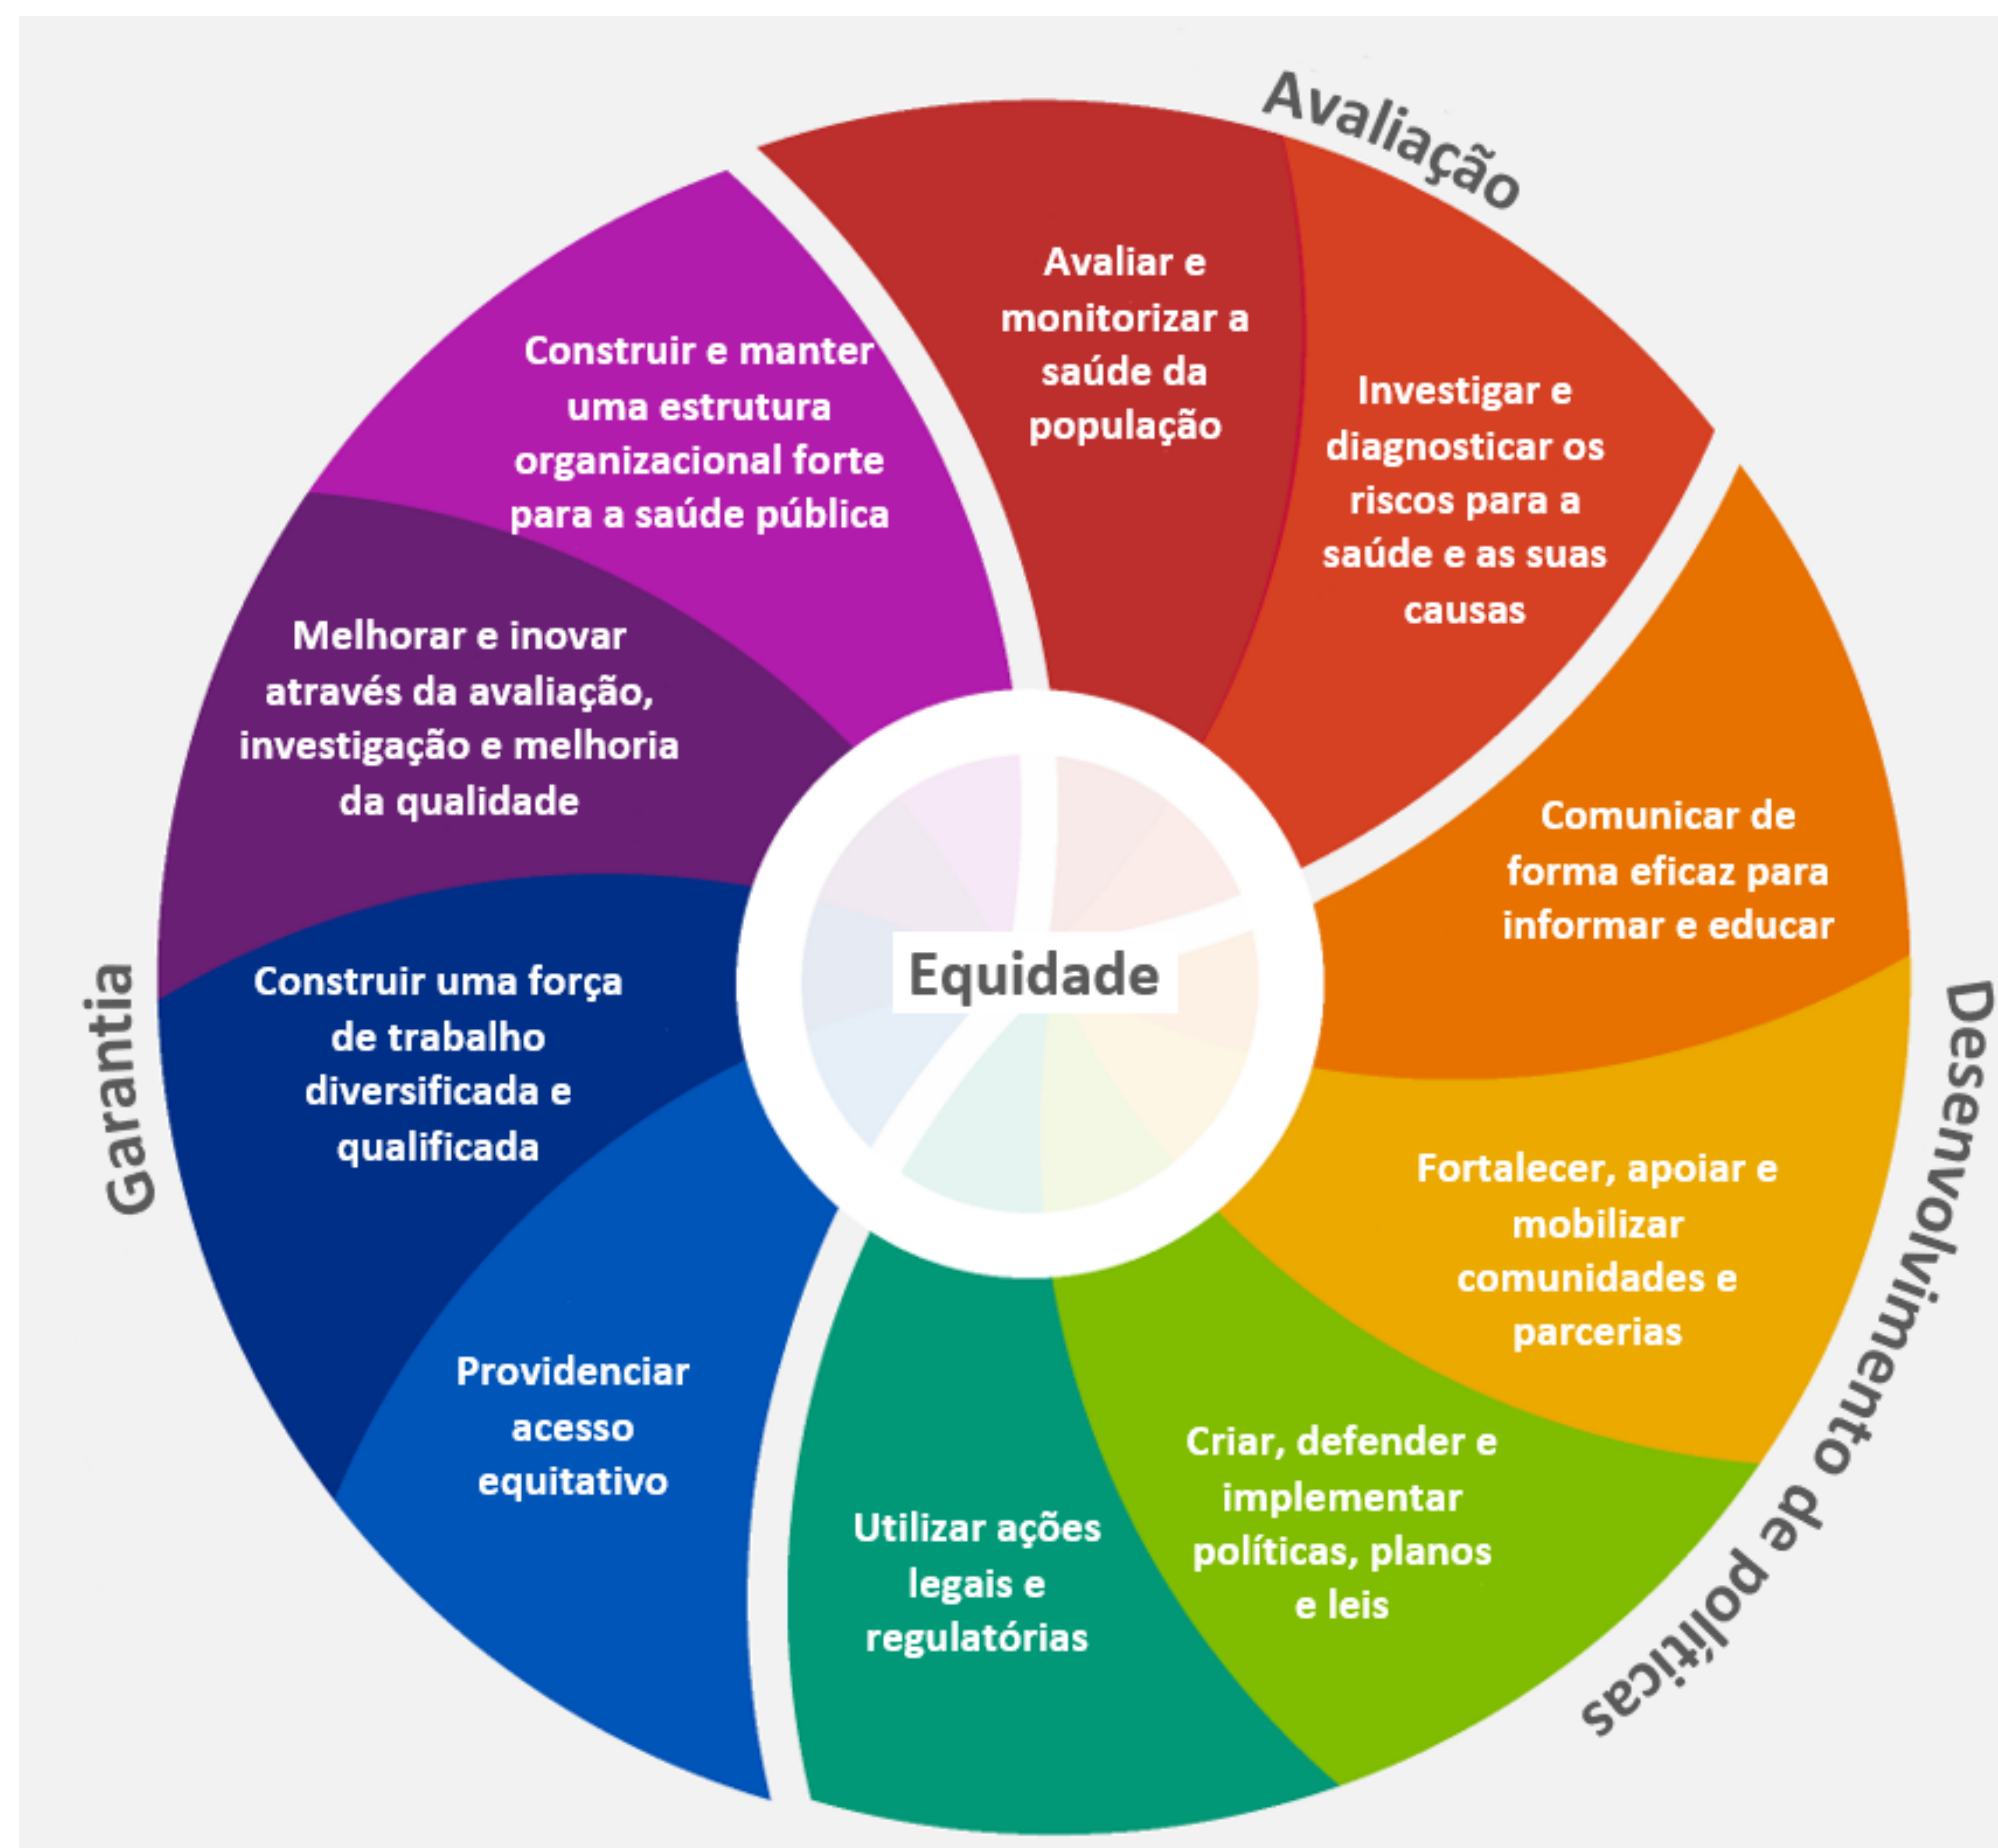 Avaliação
Avaliar e
monitorizar a
saúde da
população
Investigar e
diagnosticar os
riscos para a
saúde e as suas
causas
Desenvolvimento de políticas
Comunicar de
forma eficaz para
informar e educar
Fortalecer, apoiar e
mobilizar
comunidades e
parcerias
Criar, defender e
implementar
políticas, planos
e leis
Utilizar ações
legais e
regulatórias
Garantia
Providenciar
acesso
equitativo
Construir uma força
de trabalho
diversificada e
qualificada
Melhorar e inovar
através da avaliação,
investigação e melhoria
da qualidade
Construir e manter
uma estrutura
organizacional forte
para a saúde pública
Equidade